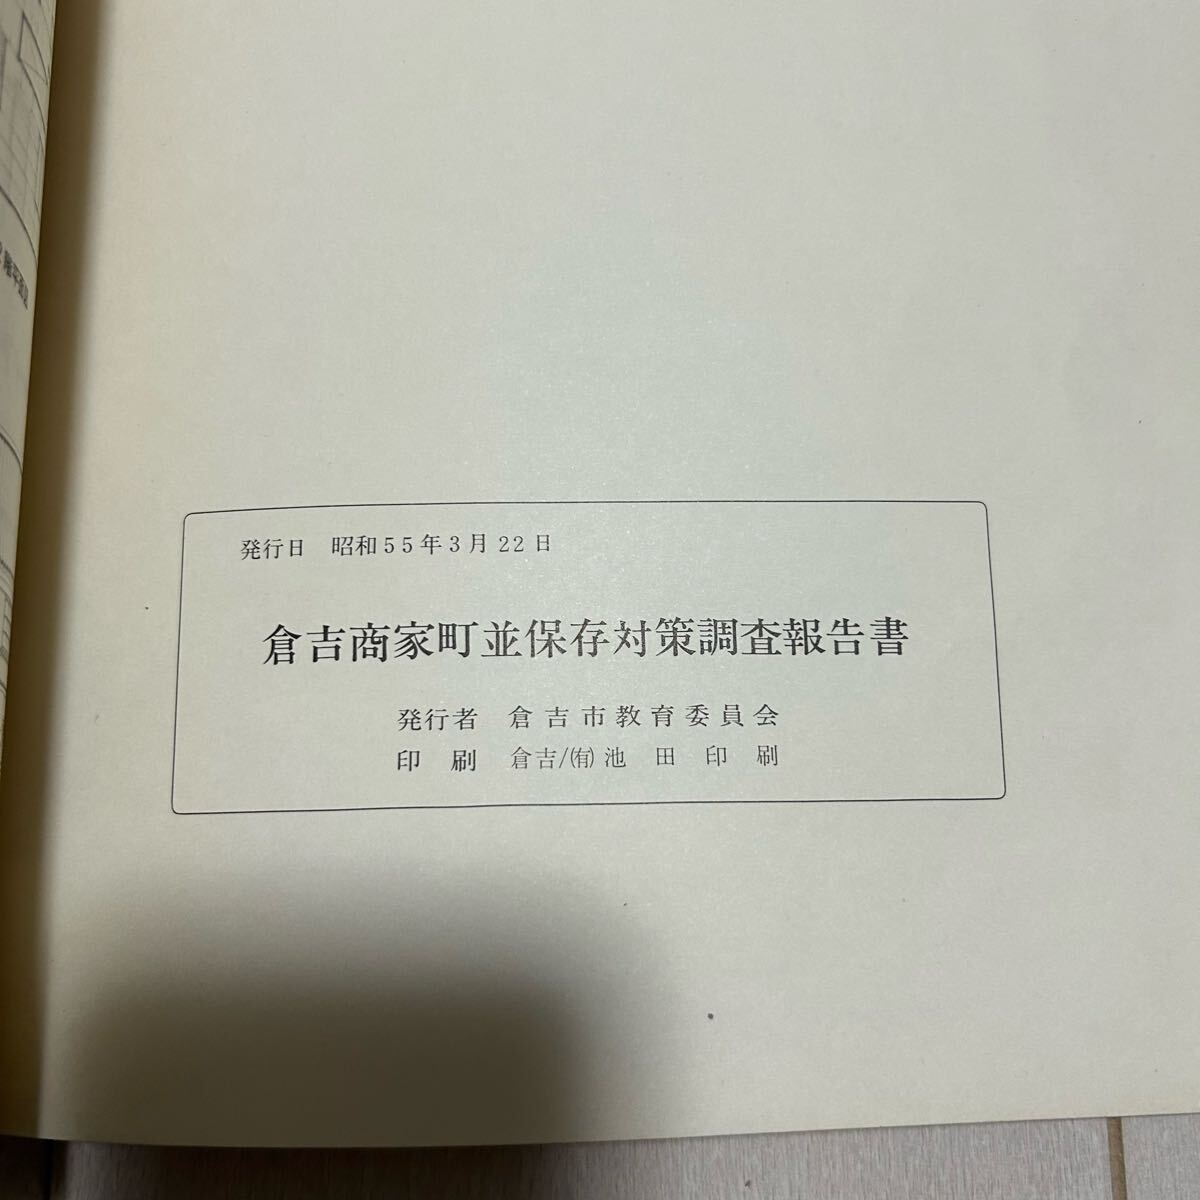 発行日 昭和55年3月22日
倉吉商家町並保存対策調査報告書
発行者 倉吉市教育委員会
印刷 倉吉/㈲池田印刷